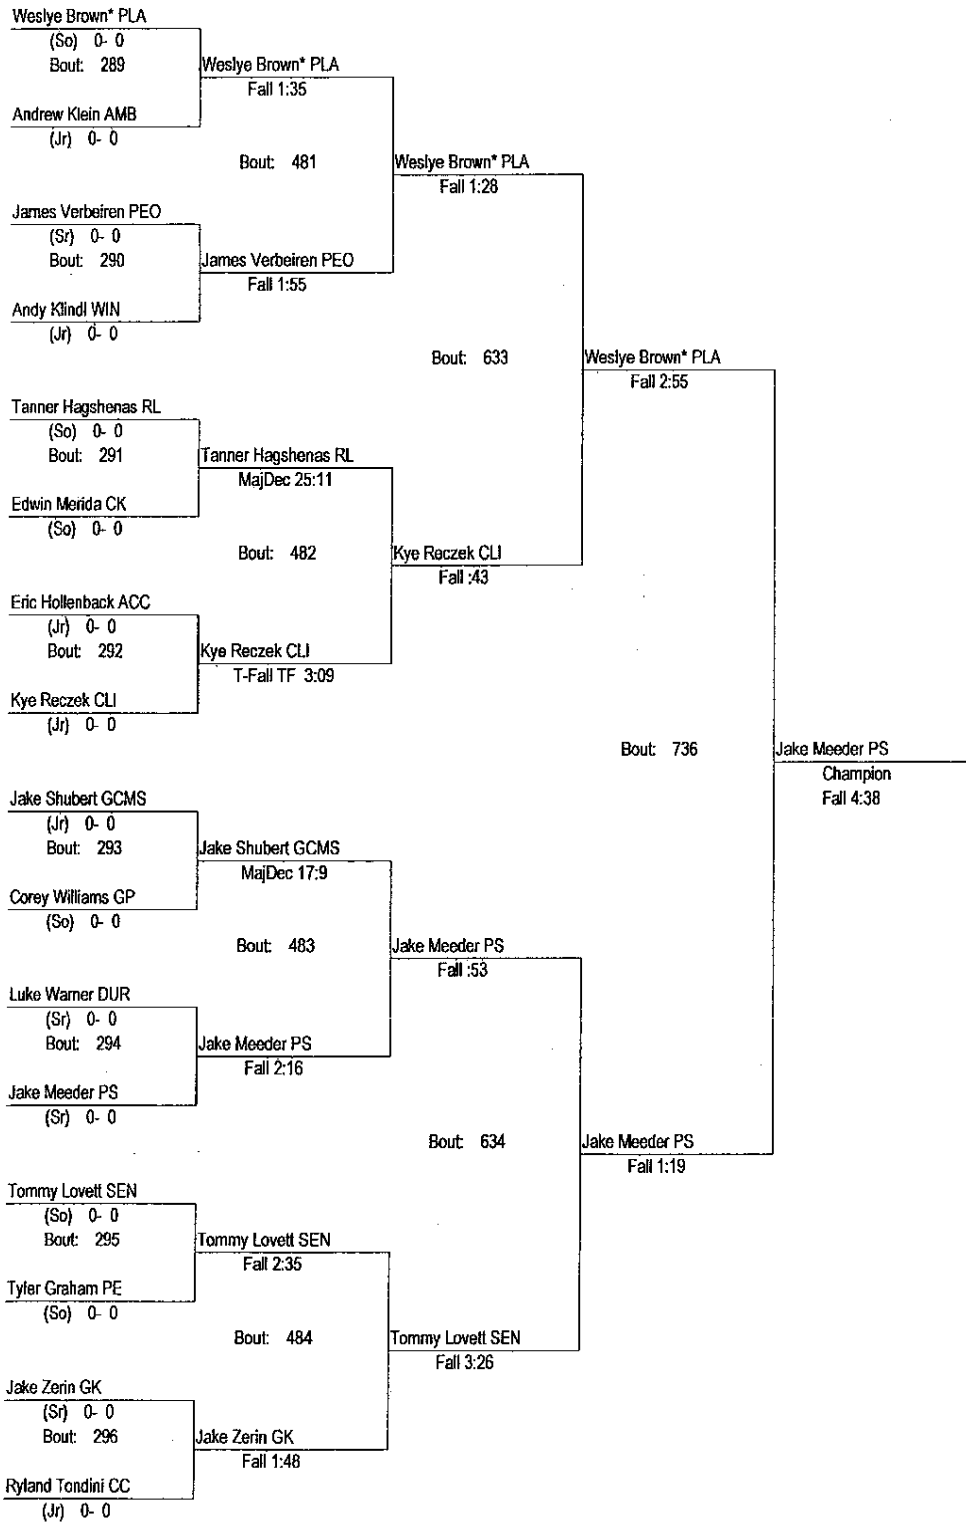 Weslye Brown* PLA
(So) 0- 0
Bout: 289
Weslye Brown* PLA
Fall 1:35
Andrew Klein AMB
(Jr) 0- 0
Bout: 481
Weslye Brown* PLA
Fall 1:28
James Verbeiren PEO
(Sr) 0- 0
Bout: 290
James Verbeiren PEO
Fall 1:55
Andy Klindl WIN
(Jr) 0- 0
Bout: 633
Weslye Brown* PLA
Fall 2:55
Tanner Hagshenas RL
(So) 0- 0
Bout: 291
Tanner Hagshenas RL
MajDec 25:11
Edwin Merida CK
(So) 0- 0
Bout: 482
Kye Reczek CLI
Fall :43
Eric Hollenback ACC
(Jr) 0- 0
Bout: 292
Kye Reczek CLI
T-Fall TF 3:09
Kye Reczek CLI
(Jr) 0- 0
Bout: 736
Jake Meeder PS
Champion
Fall 4:38
Jake Shubert GCMS
(Jr) 0- 0
Bout: 293
Jake Shubert GCMS
MajDec 17:9
Corey Williams GP
(So) 0- 0
Bout: 483
Jake Meeder PS
Fall :53
Luke Warner DUR
(Sr) 0- 0
Bout: 294
Jake Meeder PS
Fall 2:16
Jake Meeder PS
(Sr) 0- 0
Bout: 634
Jake Meeder PS
Fall 1:19
Tommy Lovett SEN
(So) 0- 0
Bout: 295
Tommy Lovett SEN
Fall 2:35
Tyler Graham PE
(So) 0- 0
Bout: 484
Tommy Lovett SEN
Fall 3:26
Jake Zerin GK
(Sr) 0- 0
Bout: 296
Jake Zerin GK
Fall 1:48
Ryland Tondini CC
(Jr) 0- 0